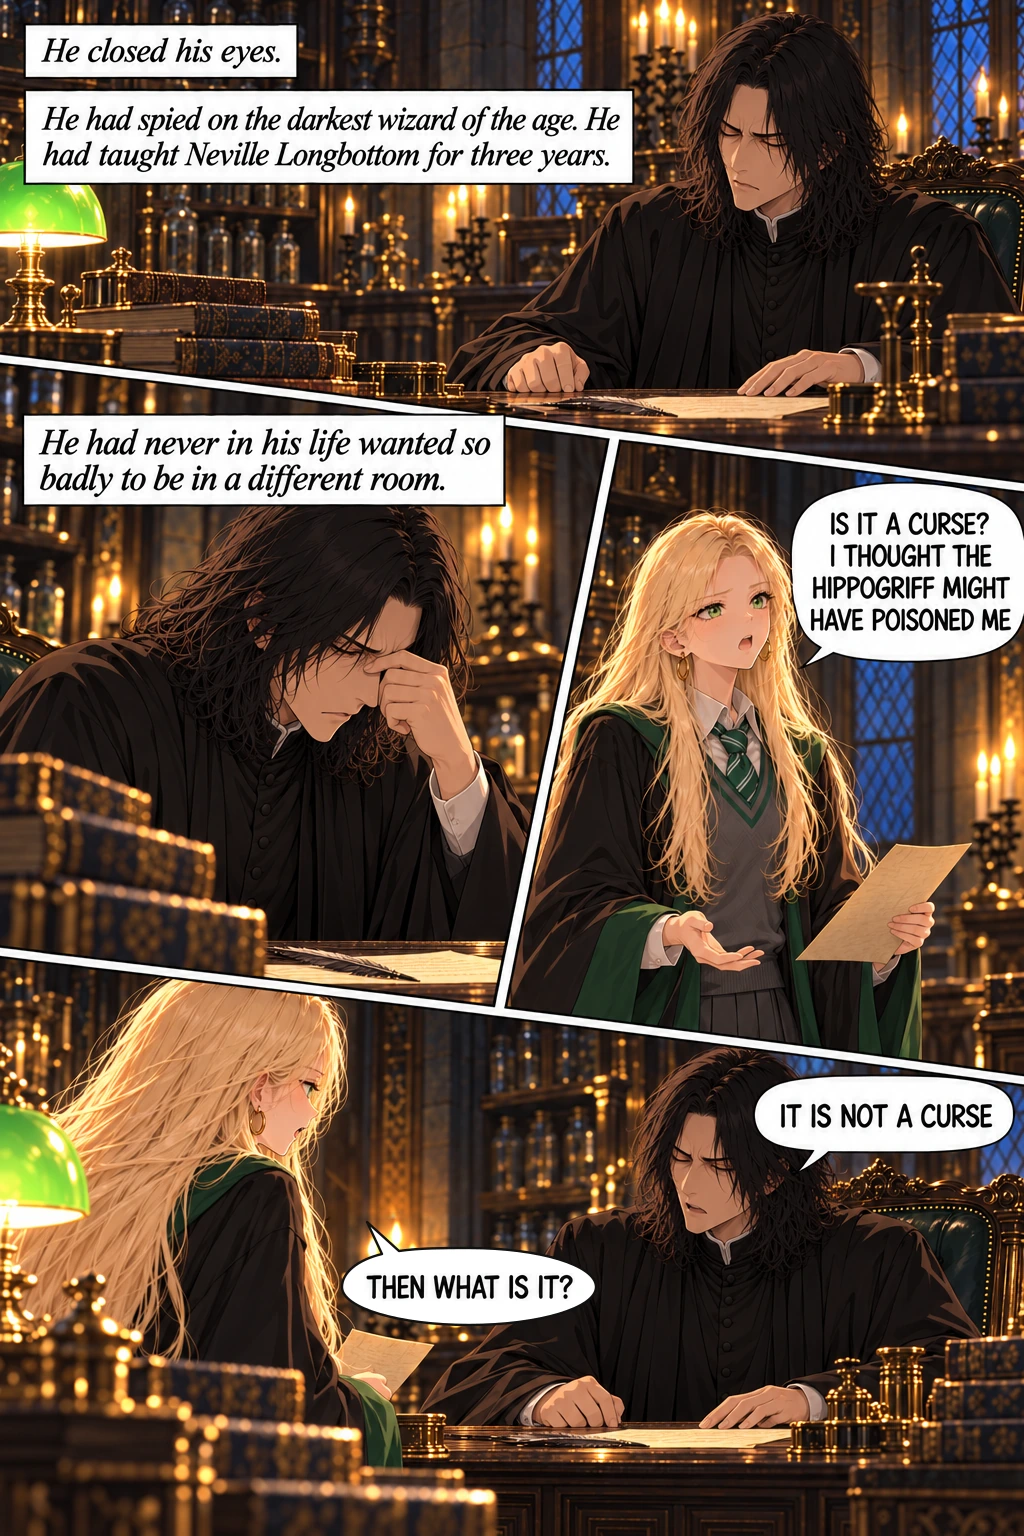 He closed his eyes.
He had spied on the darkest wizard of the age. He
had taught Neville Longbottom for three years.
He had never in his life wanted so
badly to be in a different room.
IS IT A CURSE?
I THOUGHT THE
HIPPOGRIFF MIGHT
HAVE POISONED ME
IT IS NOT A CURSE
THEN WHAT IS IT?